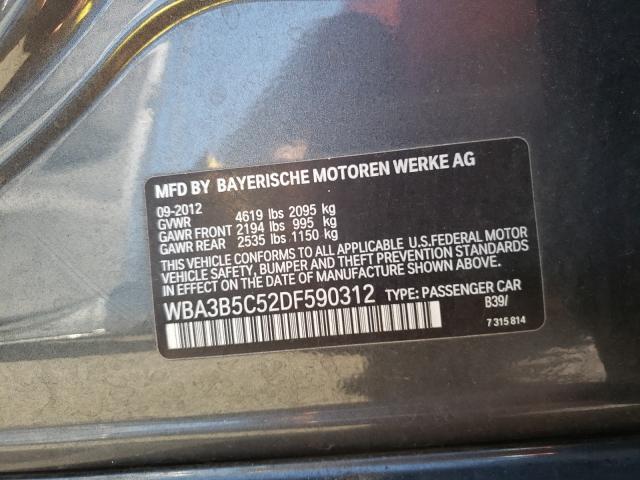 MFD BY BAYERISCHE MOTOREN WERKE AG
09-2012
GVWR 4619 lbs 2095 kg
GAWR FRONT 2194 lbs 995 kg
GAWR REAR 2535 lbs 1150 kg
THIS VEHICLE CONFORMS TO ALL APPLICABLE U.S.FEDERAL MOTOR
VEHICLE SAFETY, BUMPER AND THEFT PREVENTION STANDARDS
IN EFFECT ON THE DATE OF MANUFACTURE SHOWN ABOVE.
WBA3B5C52DF590312 TYPE: PASSENGER CAR
B39/
7 315 814